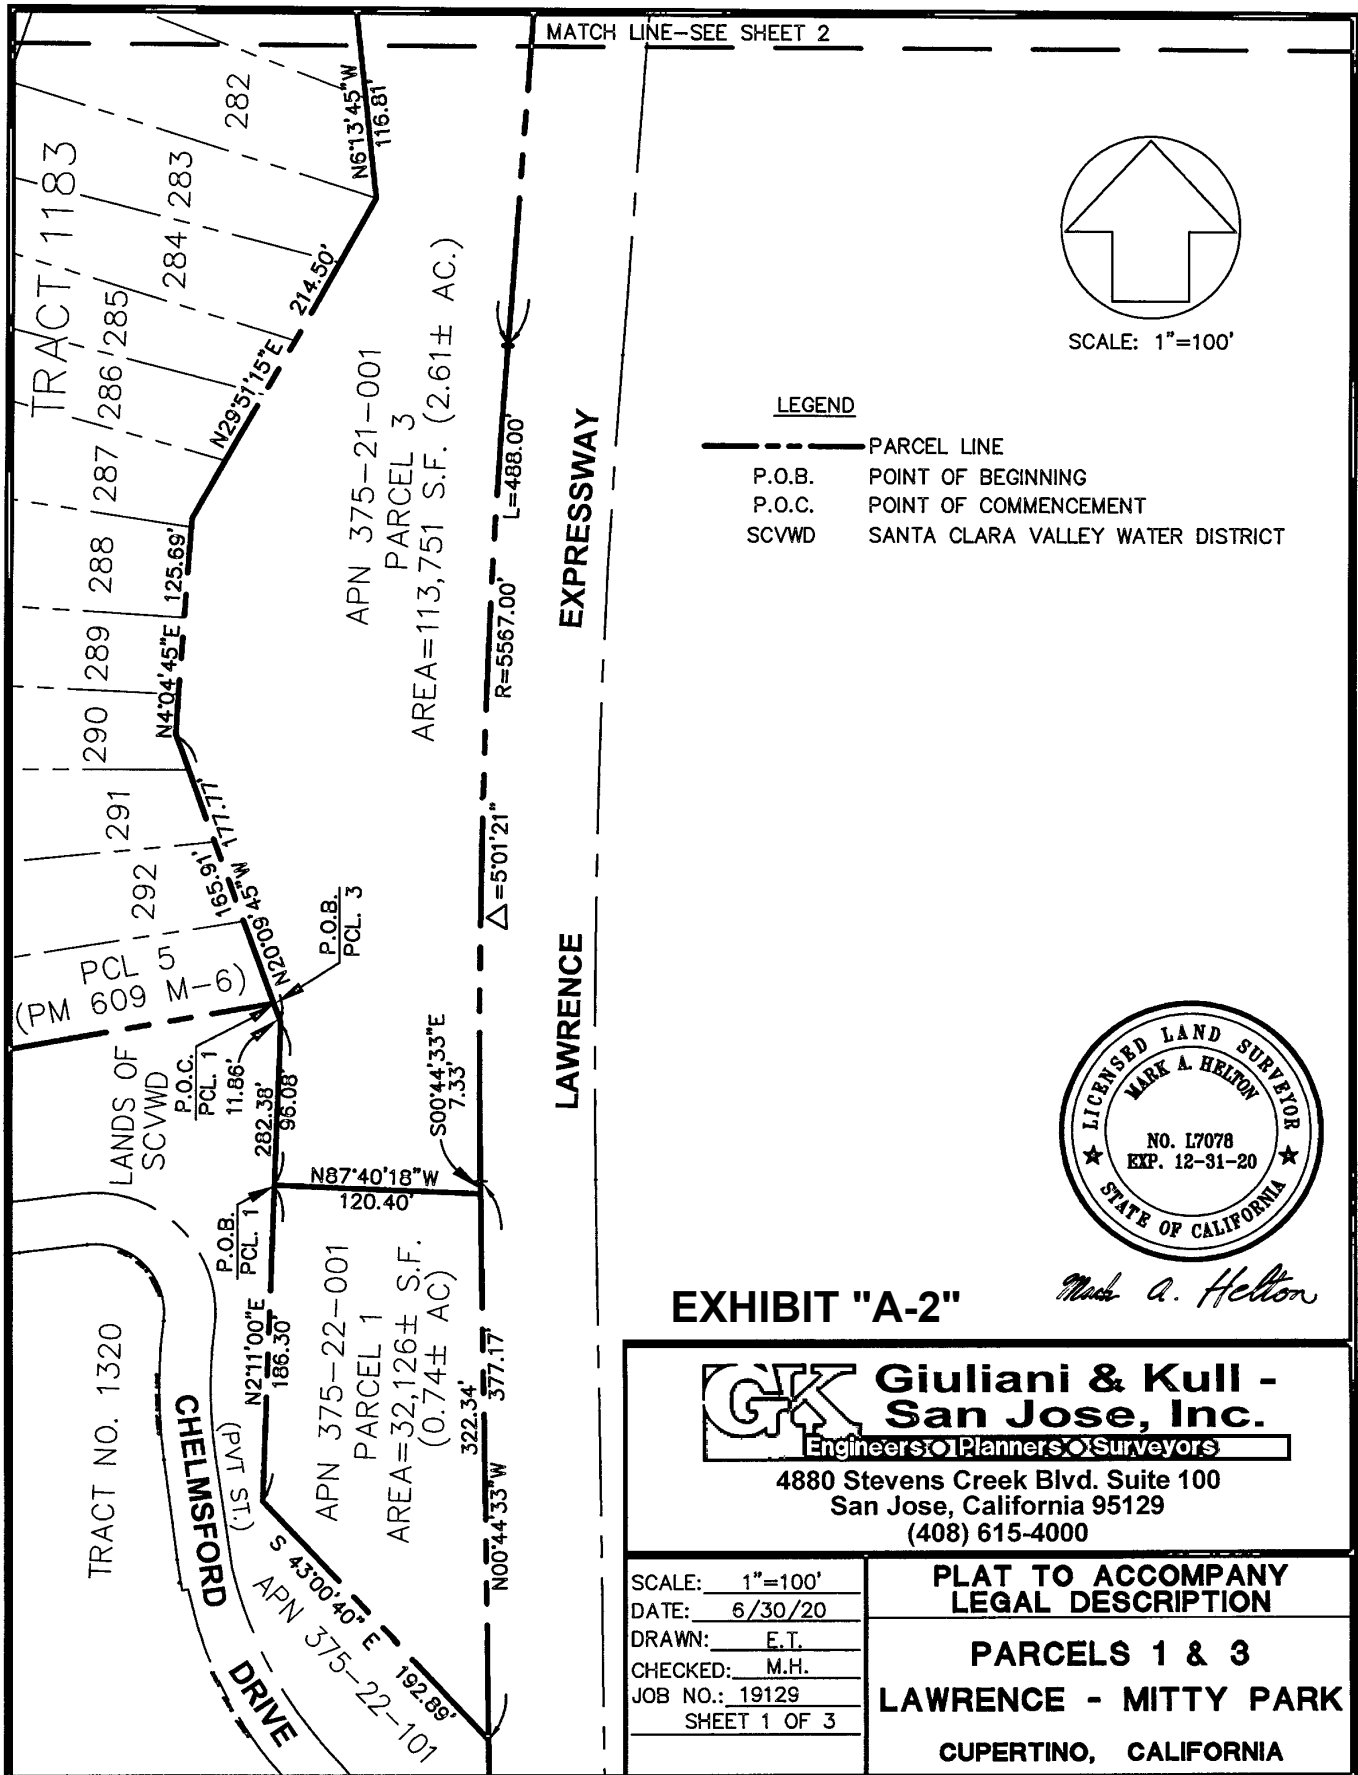 MATCH LINE-SEE SHEET 2
282
N6°13'45"W
116.81'
TRACT 1183
283
284
285
286
287
288
289
290
291
292
214.50'
N29°51'15"E
125.69'
N4°04'45"E
177.77'
165.91'
N20°09'45"W
APN 375-21-001
PARCEL 3
AREA=113,751 S.F. (2.61± AC.)
L=488.00'
R=5567.00'
△=5°01'21"
EXPRESSWAY
LAWRENCE
SCALE: 1"=100'
LEGEND
PARCEL LINE
P.O.B. POINT OF BEGINNING
P.O.C. POINT OF COMMENCEMENT
SCVWD SANTA CLARA VALLEY WATER DISTRICT
P.O.B.
PCL. 3
PCL 5
(PM 609 M-6)
LANDS OF
SCVWD
P.O.C.
PCL. 1
11.86'
282.38'
96.08'
S00°44'33"E
7.33'
N87°40'18"W
120.40'
P.O.B.
PCL. 1
N2°11'00"E
186.30'
APN 375-22-001
PARCEL 1
AREA=32,126± S.F.
(0.74± AC)
322.34'
377.17'
N00°44'33"W
S 43°00'40" E
192.89'
APN 375-22-101
TRACT NO. 1320
CHELMSFORD
DRIVE
(PVT ST.)
LICENSED LAND SURVEYOR
MARK A. HELTON
NO. L7078
EXP. 12-31-20
STATE OF CALIFORNIA
Mark A. Helton
EXHIBIT "A-2"
GK
Giuliani & Kull -
San Jose, Inc.
Engineers Planners Surveyors
4880 Stevens Creek Blvd. Suite 100
San Jose, California 95129
(408) 615-4000
SCALE: 1"=100'
DATE: 6/30/20
DRAWN: E.T.
CHECKED: M.H.
JOB NO.: 19129
SHEET 1 OF 3
PLAT TO ACCOMPANY
LEGAL DESCRIPTION
PARCELS 1 & 3
LAWRENCE - MITTY PARK
CUPERTINO, CALIFORNIA